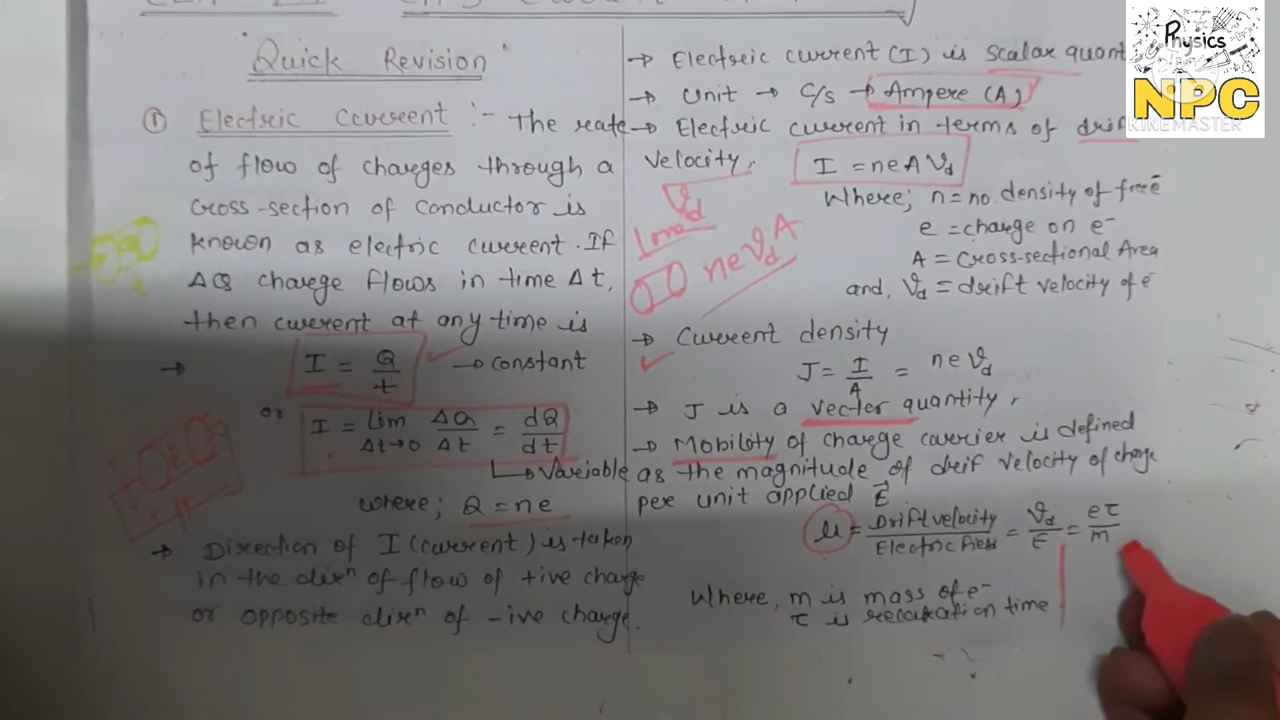 Quick Revision
① Electric Current :- The rate
of flow of charges through a
cross-section of conductor is
known as electric current. If
ΔQ charge flows in time Δt,
then current at any time is
→ I = Q/t → constant
or I = lim Δt→0 ΔQ/Δt = dQ/dt
↳ Variable
where; Q = ne
→ Direction of I (current) is taken
in the dirⁿ of flow of +ive charge
or opposite dirⁿ of -ive charge.
→ Electric current (I) is scalar quant
→ Unit → C/s → Ampere (A)
→ Electric current in terms of drif
velocity. I = neAVd
Vd
neVdA
Where; n = no. density of free e⁻
e = charge on e⁻
A = Cross-sectional Area
and, Vd = drift velocity of e⁻
→ Current density
J = I/A = neVd
→ J is a vecter quantity.
→ Mobility of charge carrier is defined
as the magnitude of drif velocity of charge
per unit applied E⃗
μ = Drift velocity/Electric field = Vd/E = eτ/m
Where, m is mass of e⁻
τ is relaxation time
Physics
NPC
KINEMASTER